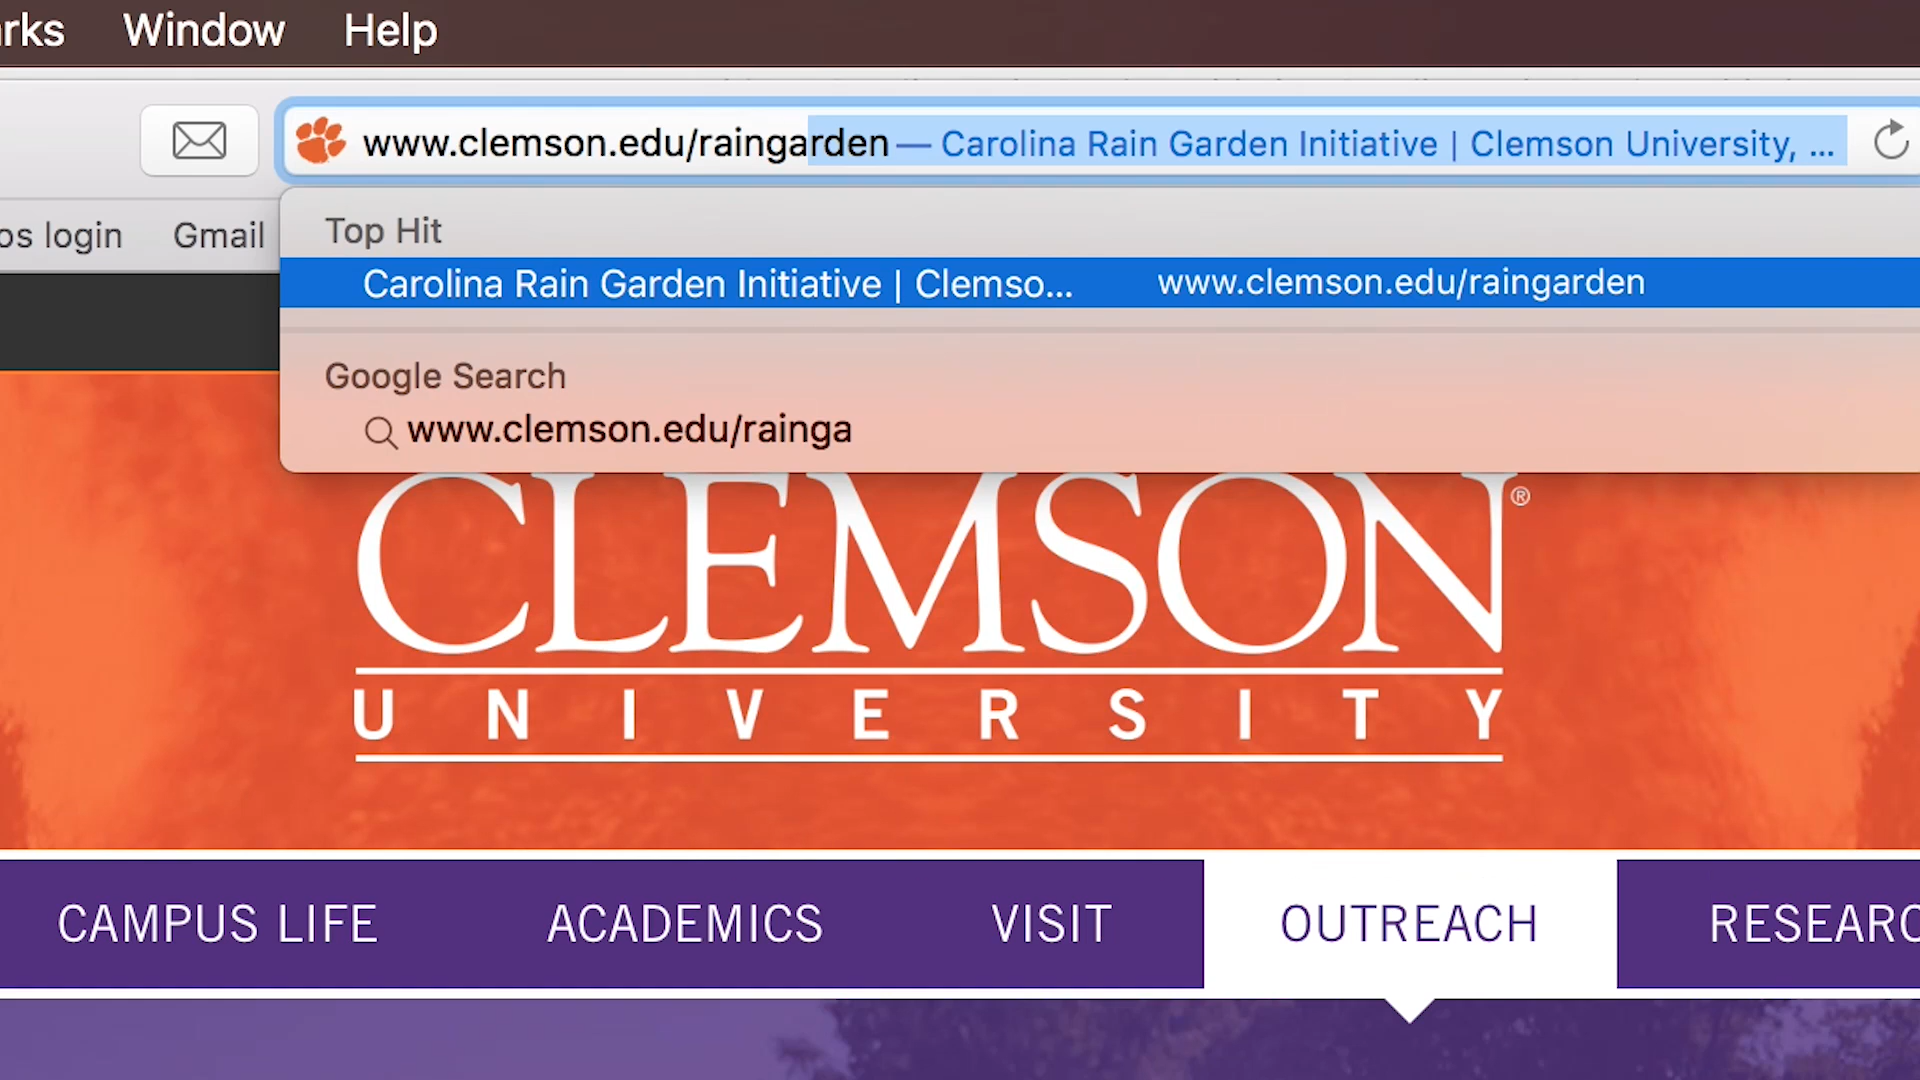 rks Window Help
www.clemson.edu/raingarden — Carolina Rain Garden Initiative | Clemson University, ...
os login Gmail
Top Hit
Carolina Rain Garden Initiative | Clemso... www.clemson.edu/raingarden
Google Search
www.clemson.edu/rainga
CLEMSON®
UNIVERSITY
CAMPUS LIFE ACADEMICS VISIT OUTREACH RESEARC